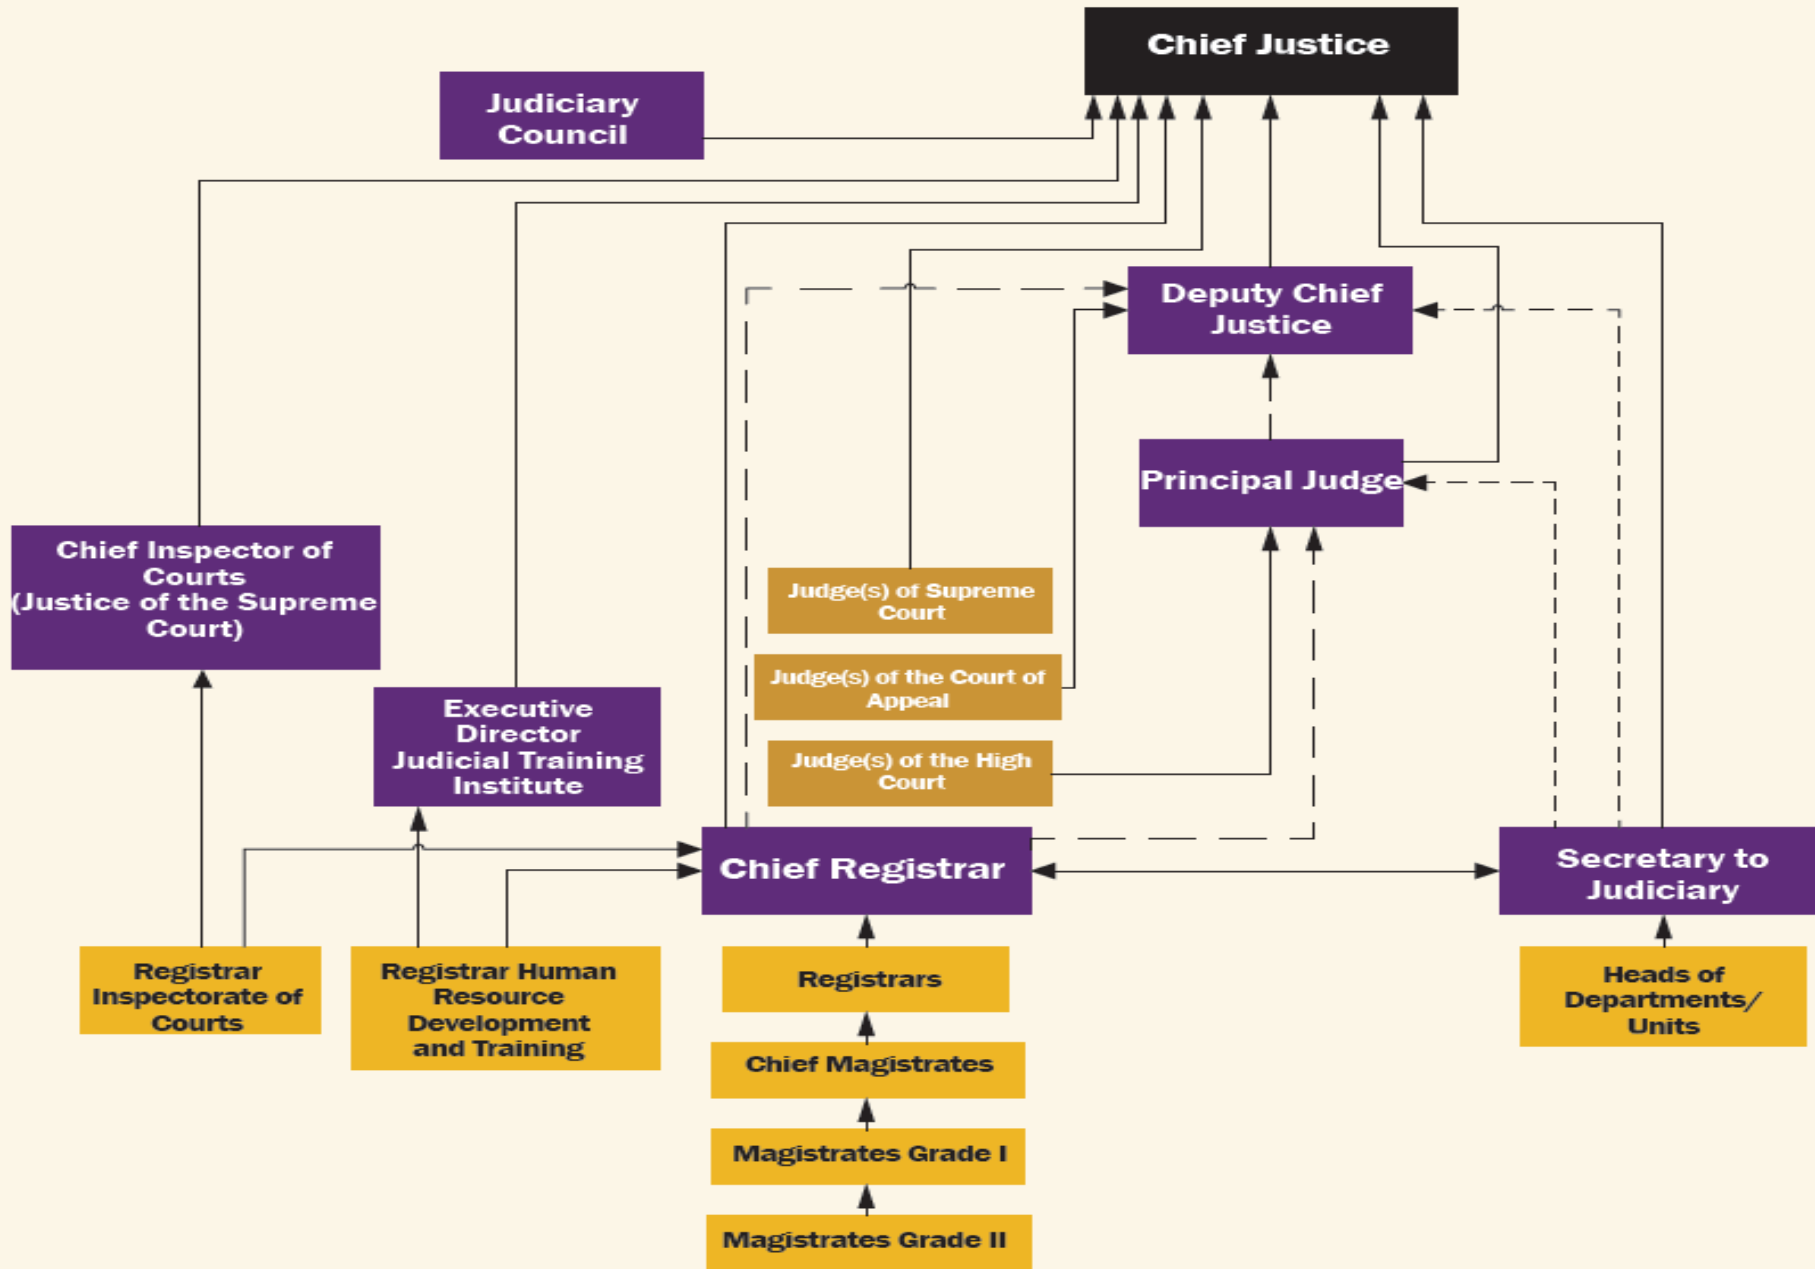 Chief Justice
Judiciary
Council
Deputy Chief
Justice
Principal Judge
Chief Inspector of
Courts
(Justice of the Supreme
Court)
Judge(s) of Supreme
Court
Judge(s) of the Court of
Appeal
Executive
Director
Judicial Training
Institute
Judge(s) of the High
Court
Chief Registrar
Secretary to
Judiciary
Registrar
Inspectorate of
Courts
Registrar Human
Resource
Development
and Training
Registrars
Heads of
Departments/
Units
Chief Magistrates
Magistrates Grade I
Magistrates Grade II